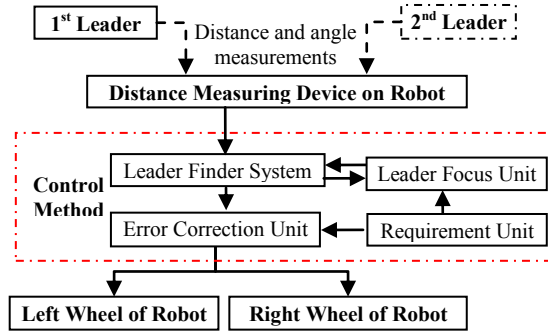 1st Leader
2nd Leader
Distance and angle
measurements
Distance Measuring Device on Robot
Leader Finder System
Leader Focus Unit
Control
Method
Error Correction Unit
Requirement Unit
Left Wheel of Robot
Right Wheel of Robot